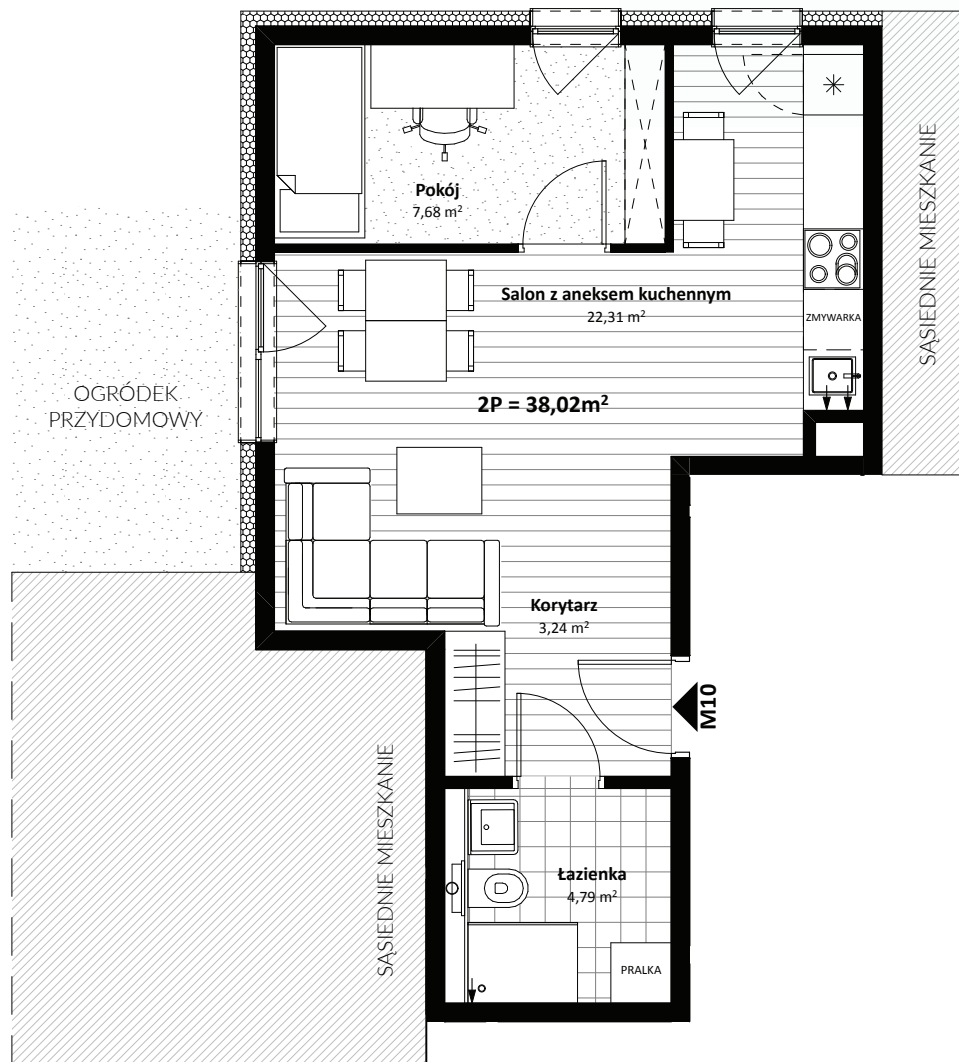 Pokój
7,68 m²
SĄSIEDNIE MIESZKANIE
Salon z aneksem kuchennym
22,31 m²
ZMYWARKA
OGRÓDEK
PRZYDOMOWY
2P = 38,02m²
Korytarz
3,24 m²
M10
SĄSIEDNIE MIESZKANIE
Łazienka
4,79 m²
PRALKA